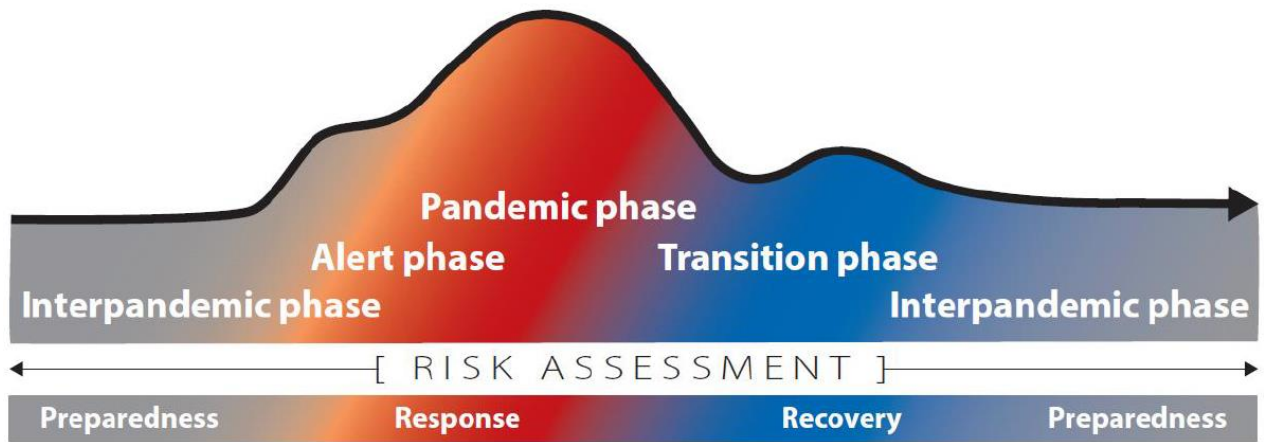 Pandemic phase
Alert phase
Transition phase
Interpandemic phase
Interpandemic phase
[ RISK ASSESSMENT ]
Preparedness
Response
Recovery
Preparedness